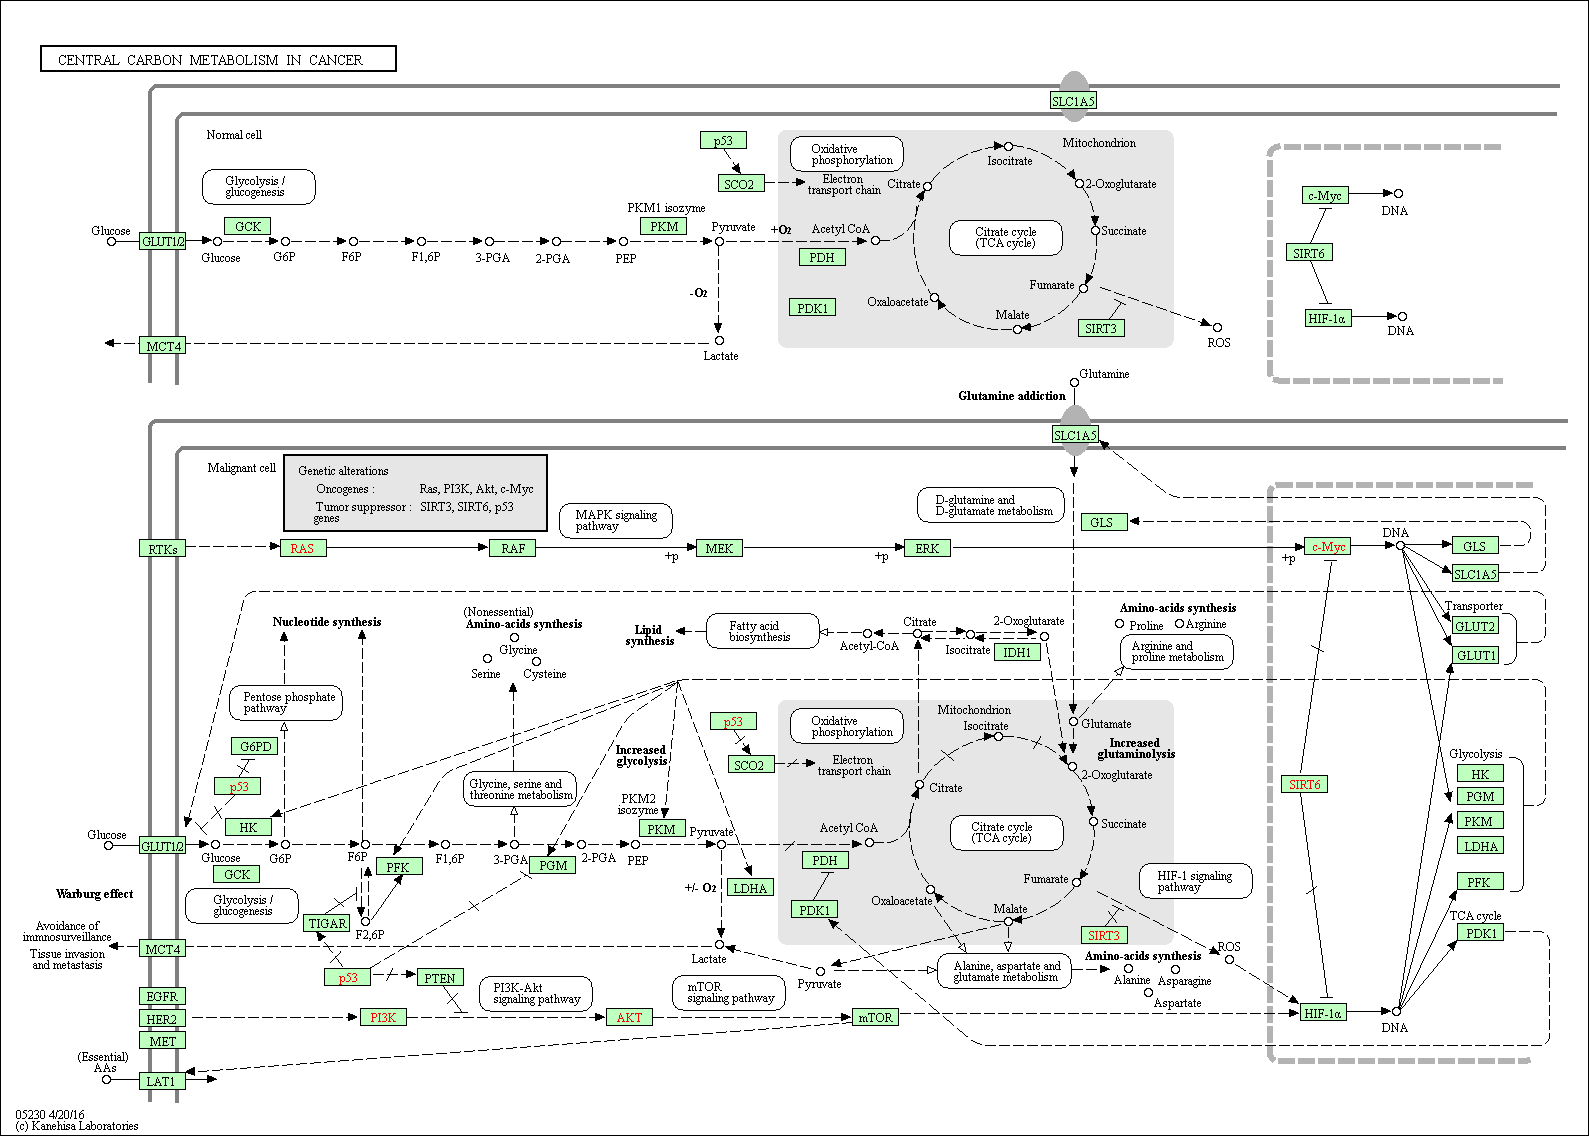 CENTRAL CARBON METABOLISM IN CANCER
SLC1A5
Normal cell
p53
Oxidative
phosphorylation
Mitochondrion
Isocitrate
SCO2
Electron
transport chain
Citrate
2-Oxoglutarate
Glycolysis /
glucogenesis
c-Myc
DNA
PKM1 isozyme
GCK
PKM
Pyruvate
+O2
Acetyl CoA
Citrate cycle
(TCA cycle)
Succinate
Glucose
GLUT1/2
Glucose
G6P
F6P
F1,6P
3-PGA
2-PGA
PEP
PDH
SIRT6
-O2
PDK1
Oxaloacetate
Fumarate
Malate
SIRT3
ROS
HIF-1α
DNA
MCT4
Lactate
Glutamine
Glutamine addiction
SLC1A5
Malignant cell
Genetic alterations
Oncogenes : Ras, PI3K, Akt, c-Myc
Tumor suppressor : SIRT3, SIRT6, p53
genes
MAPK signaling
pathway
D-glutamine and
D-glutamate metabolism
GLS
RTKs
RAS
RAF
+p
MEK
+p
ERK
+p
c-Myc
DNA
GLS
SLC1A5
Nucleotide synthesis
(Nonessential)
Amino-acids synthesis
Glycine
Serine
Cysteine
Lipid
synthesis
Fatty acid
biosynthesis
Acetyl-CoA
Citrate
Isocitrate
2-Oxoglutarate
IDH1
Amino-acids synthesis
Proline
Arginine
Arginine and
proline metabolism
Transporter
GLUT2
GLUT1
Pentose phosphate
pathway
G6PD
p53
Increased
glycolysis
p53
SCO2
Oxidative
phosphorylation
Electron
transport chain
Mitochondrion
Isocitrate
Glutamate
Increased
glutaminolysis
2-Oxoglutarate
Citrate
Glycine, serine and
threonine metabolism
PKM2
isozyme
PKM
Pyruvate
Acetyl CoA
Citrate cycle
(TCA cycle)
Succinate
SIRT6
Glycolysis
HK
PGM
PKM
LDHA
PFK
TCA cycle
PDK1
Glucose
GLUT1/2
HK
Glucose
GCK
G6P
F6P
PFK
F1,6P
3-PGA
PGM
2-PGA
PEP
+/- O2
LDHA
PDH
PDK1
Oxaloacetate
Fumarate
Malate
SIRT3
HIF-1 signaling
pathway
Warburg effect
Glycolysis /
glucogenesis
TIGAR
F2,6P
Avoidance of
immnosurveillance
Tissue invasion
and metastasis
MCT4
Lactate
Pyruvate
Alanine, aspartate and
glutamate metabolism
Amino-acids synthesis
Alanine
Asparagine
Aspartate
ROS
p53
PTEN
PI3K-Akt
signaling pathway
mTOR
signaling pathway
EGFR
HER2
MET
PI3K
AKT
mTOR
HIF-1α
DNA
(Essential)
AAs
LAT1
05230 4/20/16
(c) Kanehisa Laboratories